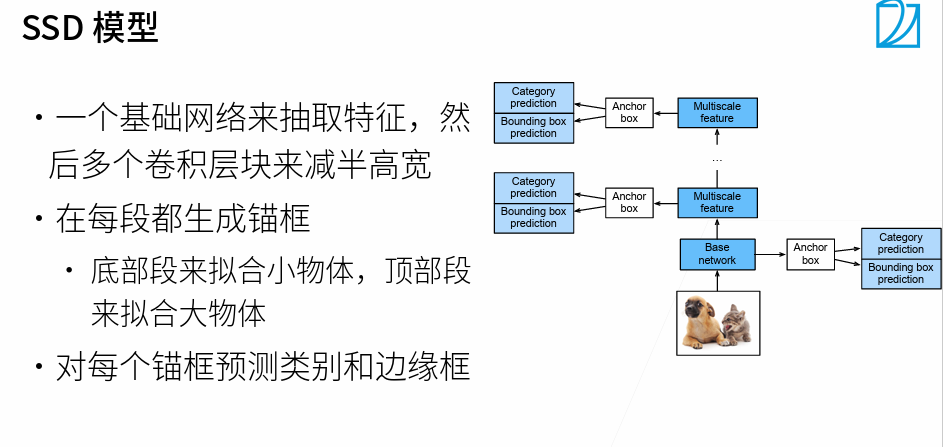 SSD 模型
•一个基础网络来抽取特征，然
后多个卷积层块来减半高宽
•在每段都生成锚框
•底部段来拟合小物体，顶部段
来拟合大物体
•对每个锚框预测类别和边缘框
Category
prediction
Bounding box
prediction
Anchor
box
Multiscale
feature
...
Category
prediction
Bounding box
prediction
Anchor
box
Multiscale
feature
Base
network
Anchor
box
Category
prediction
Bounding box
prediction